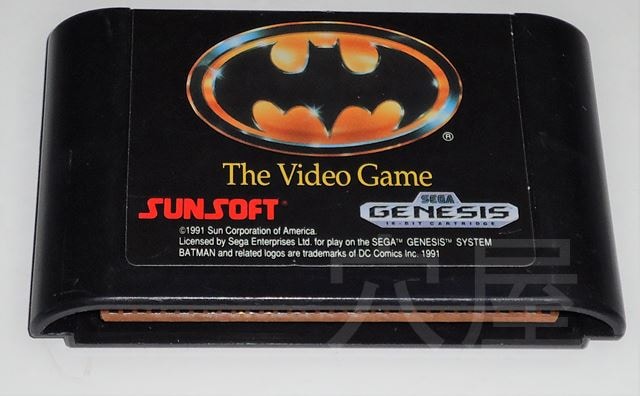 ®
The Video Game
SUNSOFT®
SEGA
GENESIS
16-BIT CARTRIDGE
©1991 Sun Corporation of America.
Licensed by Sega Enterprises Ltd. for play on the SEGA™ GENESIS™ SYSTEM
BATMAN and related logos are trademarks of DC Comics Inc. 1991
屋